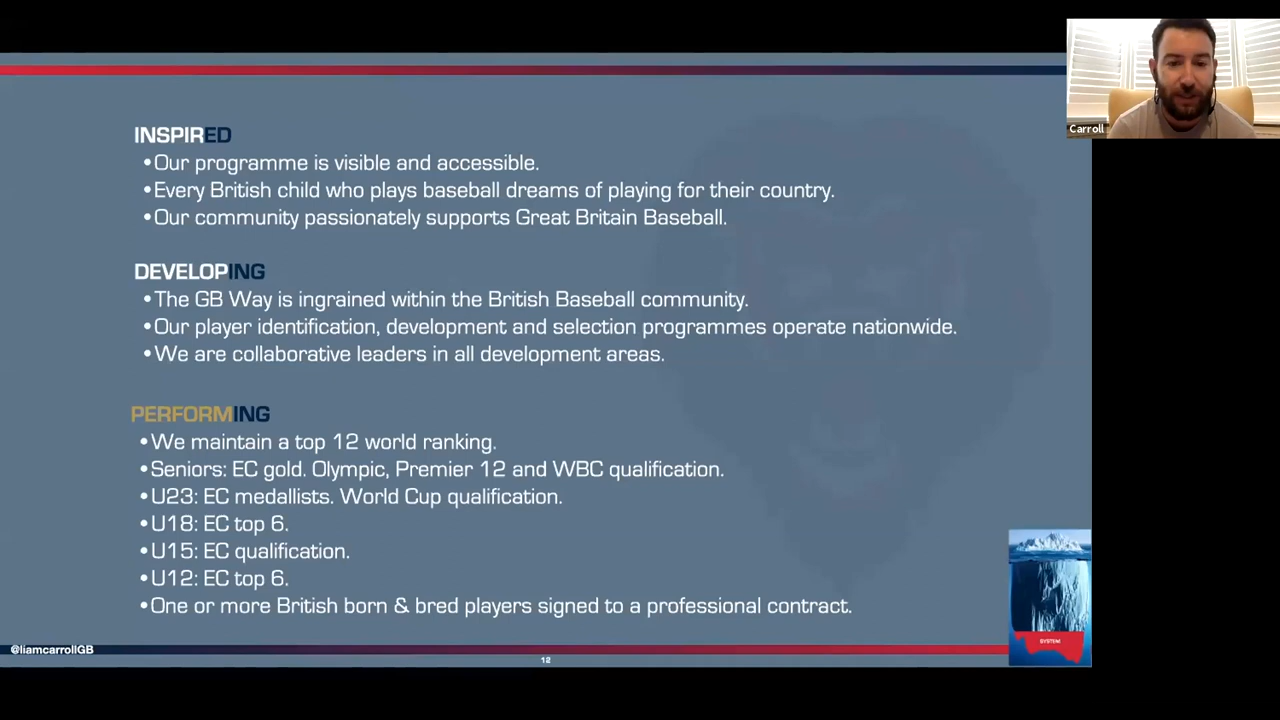 Carroll
INSPIRED
•Our programme is visible and accessible.
•Every British child who plays baseball dreams of playing for their country.
•Our community passionately supports Great Britain Baseball.
DEVELOPING
•The GB Way is ingrained within the British Baseball community.
•Our player identification, development and selection programmes operate nationwide.
•We are collaborative leaders in all development areas.
PERFORMING
•We maintain a top 12 world ranking.
•Seniors: EC gold. Olympic, Premier 12 and WBC qualification.
•U23: EC medallists. World Cup qualification.
•U18: EC top 6.
•U15: EC qualification.
•U12: EC top 6.
•One or more British born & bred players signed to a professional contract.
SYSTEM
@liamcarrollGB
12